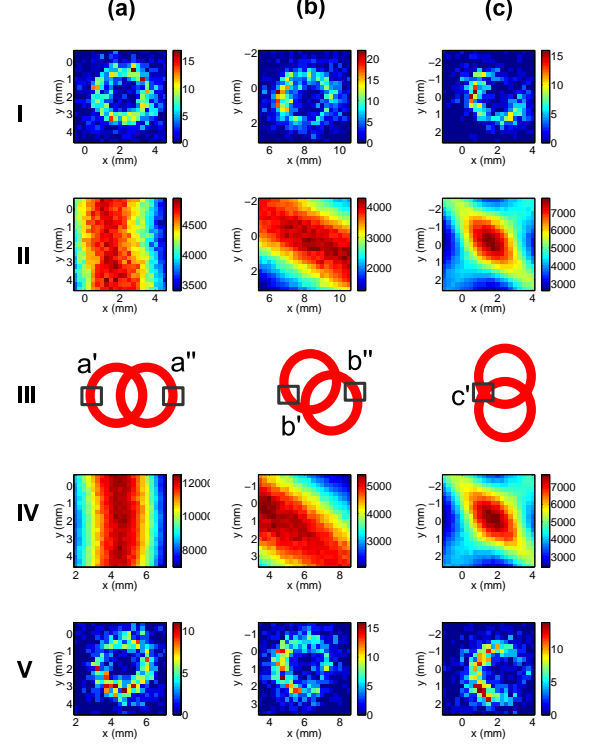 (a) (b) (c)
I
y (mm) 0 1 2 3 4
0 2 4
x (mm)
15 10 5 0
y (mm) −2 0 2
6 8 10
x (mm)
20 15 10 5 0
y (mm) −2 −1 0 1 2
0 2 4
x (mm)
15 10 5 0
II
y (mm) 0 1 2 3 4
0 2 4
x (mm)
4500 4000 3500
y (mm) −2 0 2
6 8 10
x (mm)
4000 3000 2000
y (mm) −2 −1 0 1 2
0 2 4
x (mm)
7000 6000 5000 4000 3000
III
a' a"
b' b"
c'
IV
y (mm) 0 1 2 3 4
2 4 6
x (mm)
12000 10000 8000
y (mm) −1 0 1 2 3
4 6 8
x (mm)
5000 4000 3000
y (mm) −2 −1 0 1 2
0 2 4
x (mm)
7000 6000 5000 4000 3000
V
y (mm) 0 1 2 3 4
2 4 6
x (mm)
10 5 0
y (mm) −1 0 1 2 3
4 6 8
x (mm)
15 10 5 0
y (mm) −2 −1 0 1 2
0 2 4
x (mm)
10 5 0